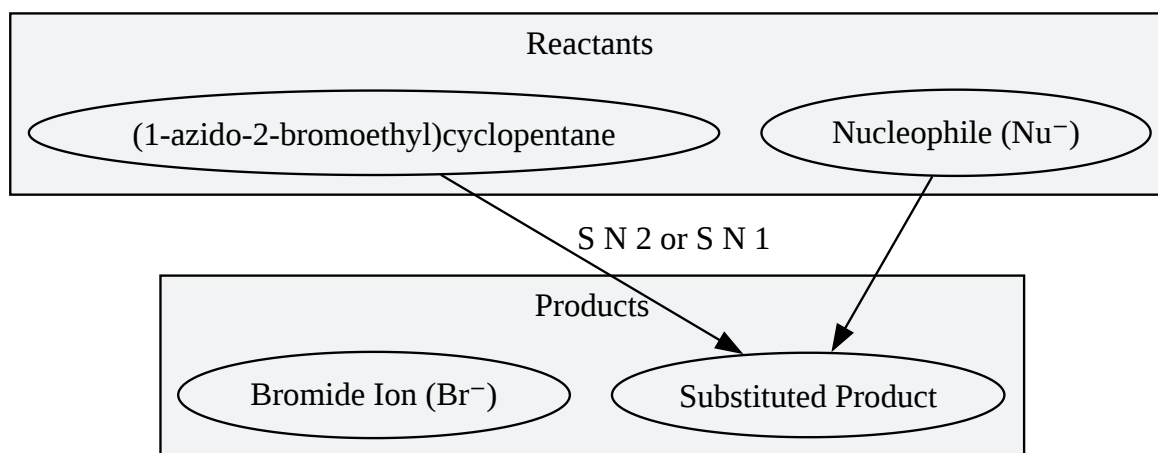 Reactants
(1-azido-2-bromoethyl)cyclopentane
Nucleophile (Nu⁻)
S N 2 or S N 1
Products
Bromide Ion (Br⁻)
Substituted Product